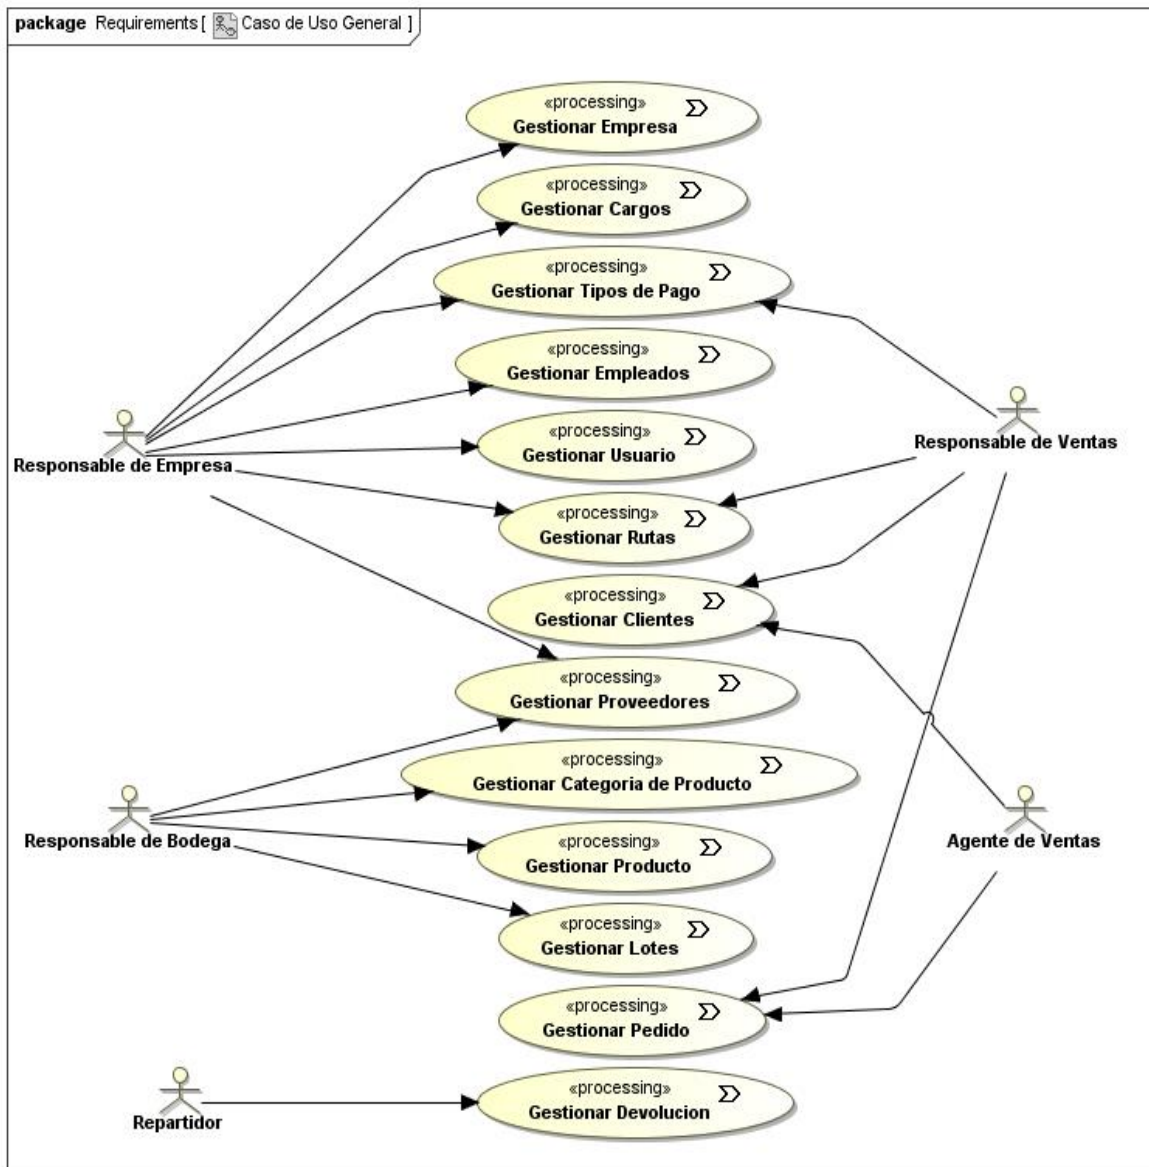 package Requirements [ Caso de Uso General ]
«processing»
Gestionar Empresa
«processing»
Gestionar Cargos
«processing»
Gestionar Tipos de Pago
«processing»
Gestionar Empleados
Responsable de Ventas
Responsable de Empresa
«processing»
Gestionar Usuario
«processing»
Gestionar Rutas
«processing»
Gestionar Clientes
«processing»
Gestionar Proveedores
«processing»
Gestionar Categoria de Producto
Responsable de Bodega
Agente de Ventas
«processing»
Gestionar Producto
«processing»
Gestionar Lotes
«processing»
Gestionar Pedido
«processing»
Gestionar Devolucion
Repartidor